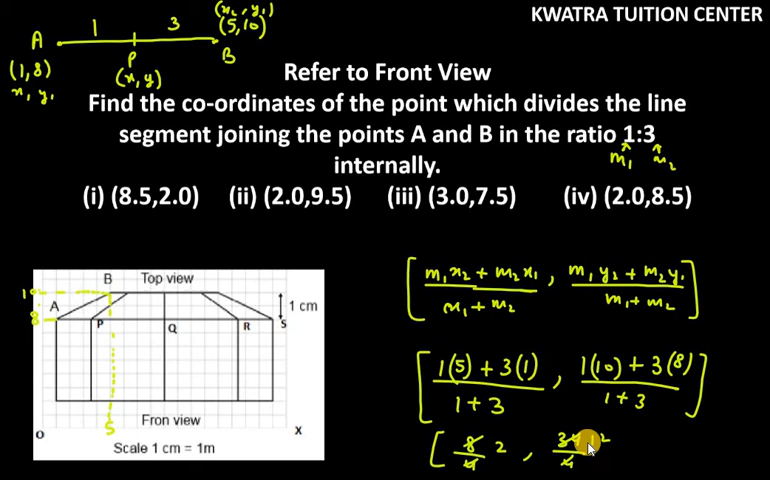 KWATRA TUITION CENTER
1 3
(x₂, y₁)
(5,10)
A
B
P
(x, y)
(1,8)
x₁ y₁
Refer to Front View
Find the co-ordinates of the point which divides the line
segment joining the points A and B in the ratio 1:3
m₁ m₂
internally.
(i) (8.5,2.0) (ii) (2.0,9.5) (iii) (3.0,7.5) (iv) (2.0,8.5)
B Top view
10
A
1 cm
8
P Q R S
Fron view
O 5 X
Scale 1 cm = 1m
[ (m₁x₂ + m₂x₁)/(m₁ + m₂) , (m₁y₂ + m₂y₁)/(m₁ + m₂) ]
[ (1(5) + 3(1))/(1 + 3) , (1(10) + 3(8))/(1 + 3) ]
[ 8/4 2 , 34/4